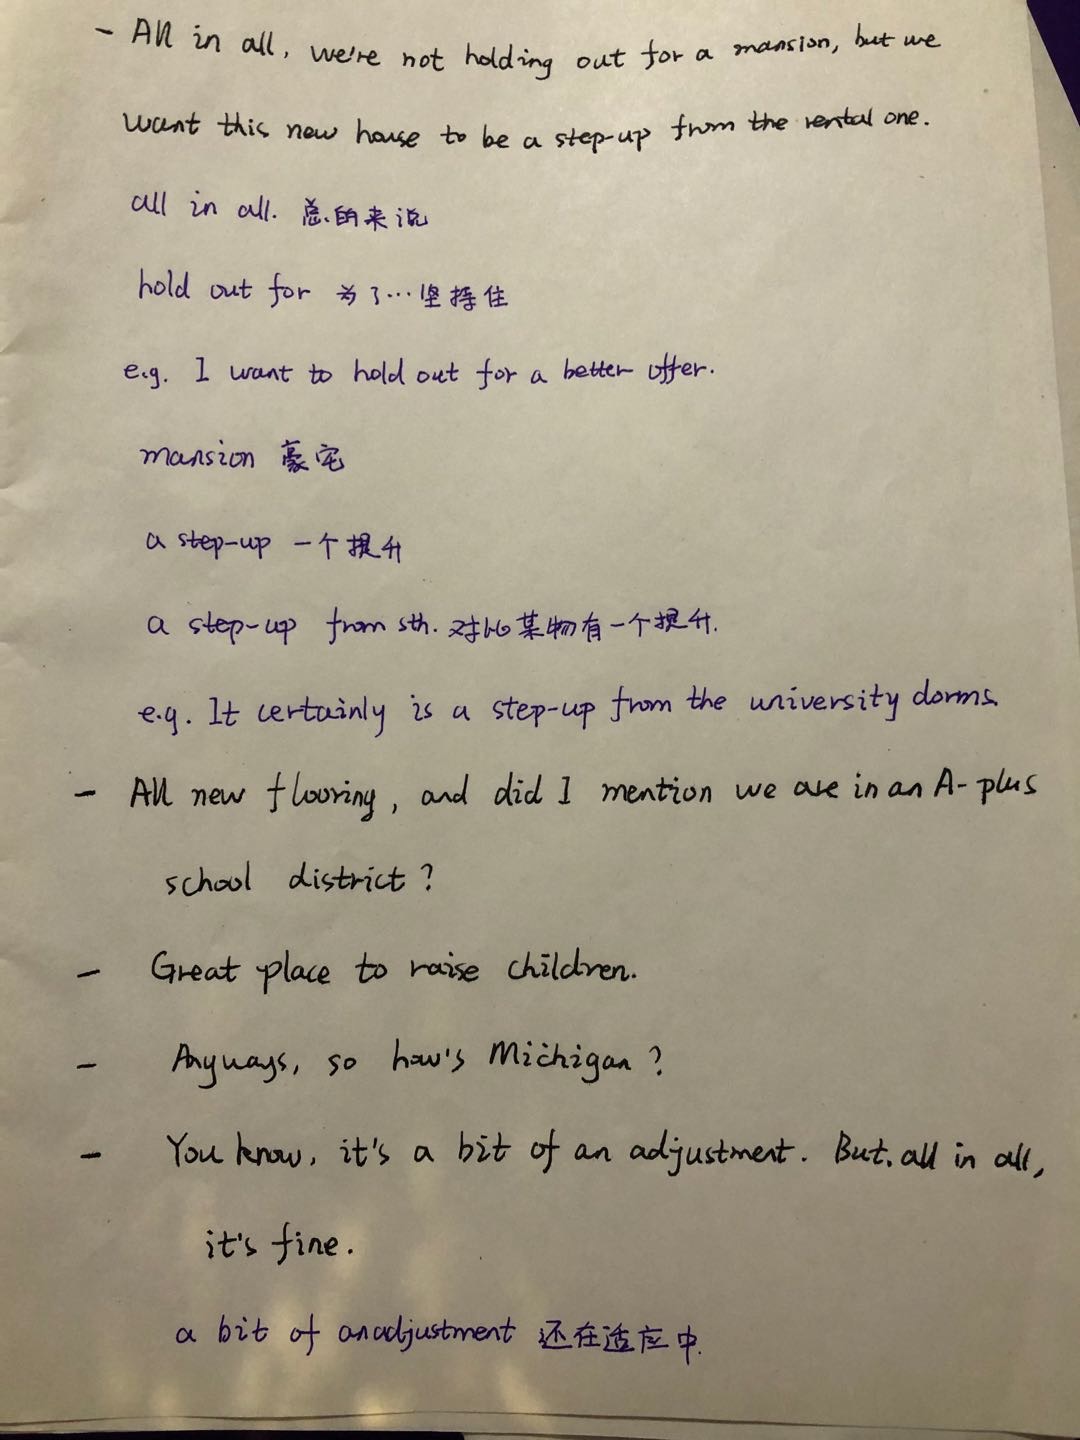 - All in all, we're not holding out for a mansion, but we
want this new house to be a step-up from the rental one.
all in all. 总的来说
hold out for 为了…坚持住
e.g. I want to hold out for a better offer.
mansion 豪宅
a step-up 一个提升
a step-up from sth. 对比某物有一个提升.
e.g. It certainly is a step-up from the university dorms.
- All new flooring, and did I mention we are in an A-plus
school district?
- Great place to raise children.
- Anyways, so how's Michigan?
- You know, it's a bit of an adjustment. But, all in all,
it's fine.
a bit of an adjustment 还在适应中.